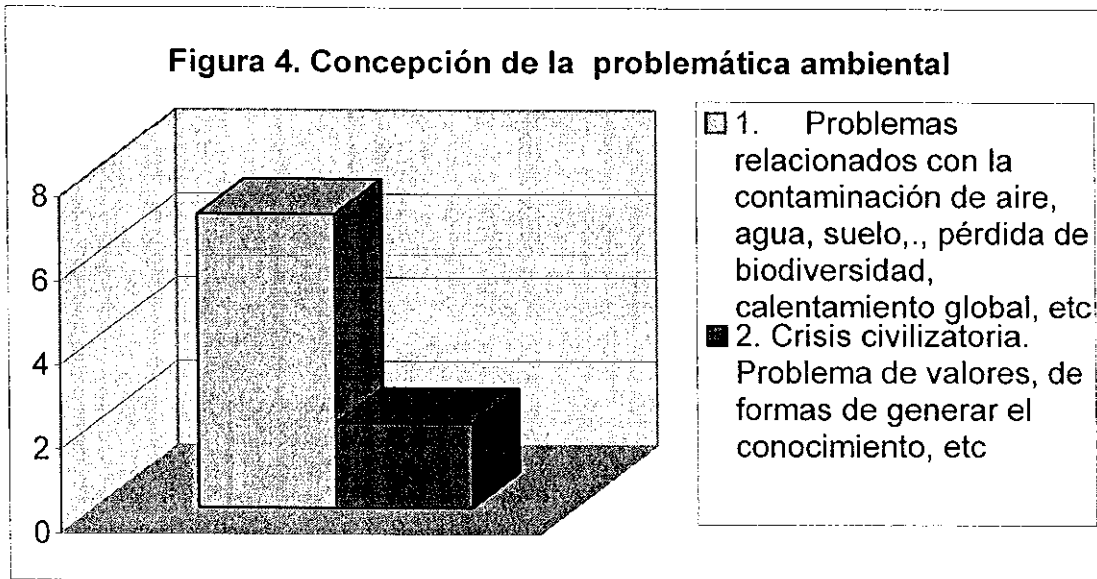 Figura 4. Concepción de la problemática ambiental
8
6
4
2
0
1. Problemas
relacionados con la
contaminación de aire,
agua, suelo,., pérdida de
biodiversidad,
calentamiento global, etc
2. Crisis civilizatoria.
Problema de valores, de
formas de generar el
conocimiento, etc